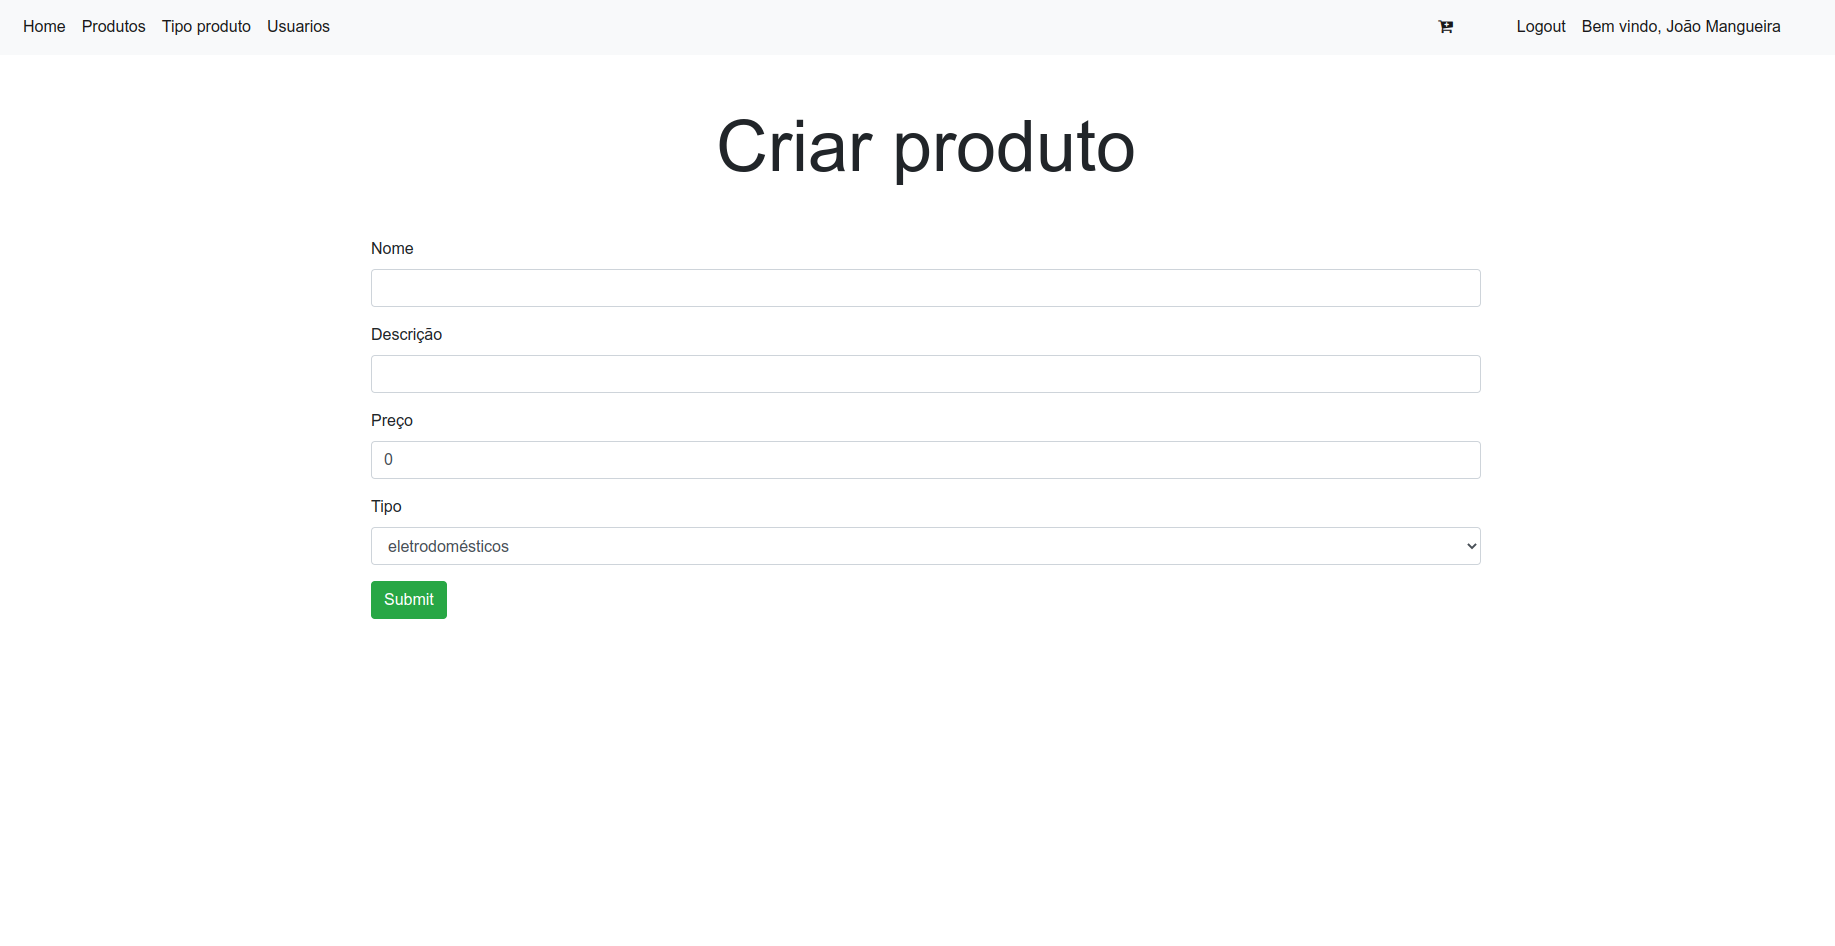 Home Produtos Tipo produto Usuarios Logout Bem vindo, João Mangueira
Criar produto
Nome
Descrição
Preço
0
Tipo
eletrodomésticos
Submit